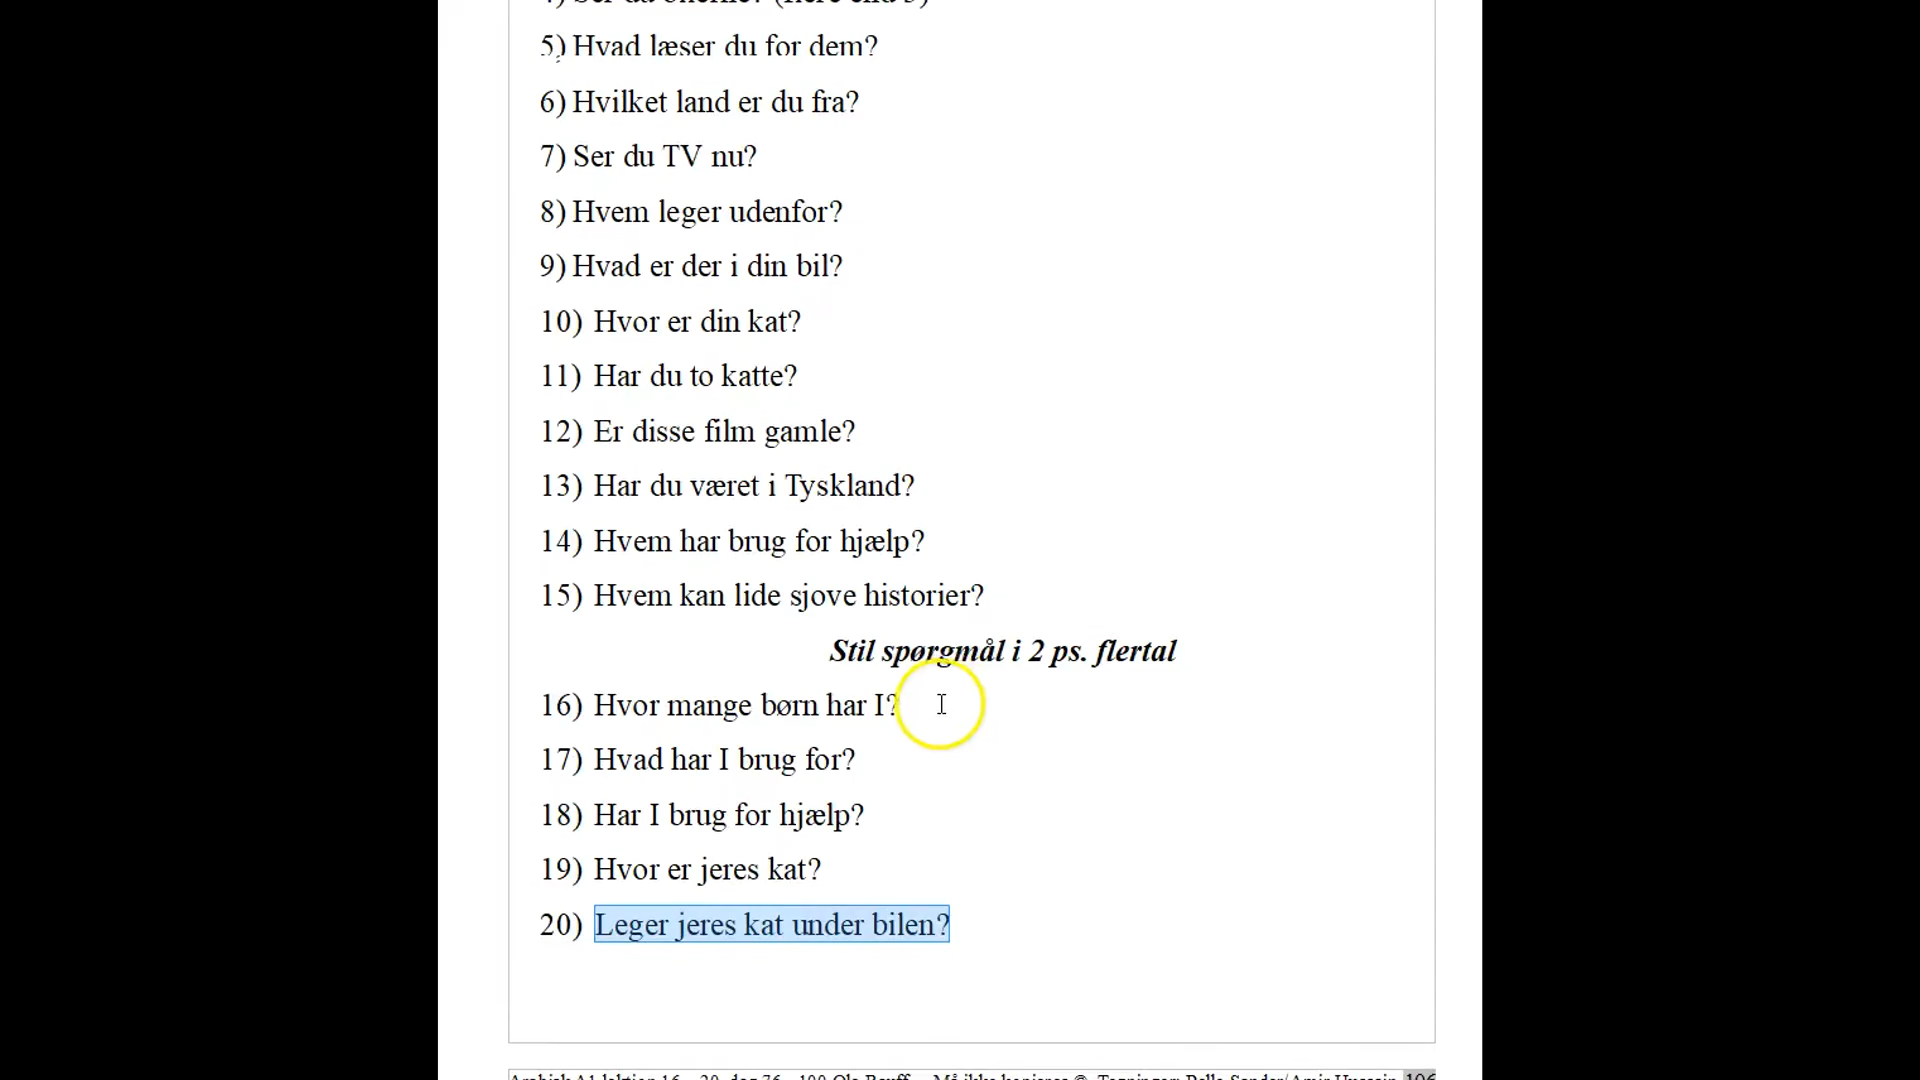 5) Hvad læser du for dem?
6) Hvilket land er du fra?
7) Ser du TV nu?
8) Hvem leger udenfor?
9) Hvad er der i din bil?
10) Hvor er din kat?
11) Har du to katte?
12) Er disse film gamle?
13) Har du været i Tyskland?
14) Hvem har brug for hjælp?
15) Hvem kan lide sjove historier?
Stil spørgmål i 2 ps. flertal
16) Hvor mange børn har I?
17) Hvad har I brug for?
18) Har I brug for hjælp?
19) Hvor er jeres kat?
20) Leger jeres kat under bilen?